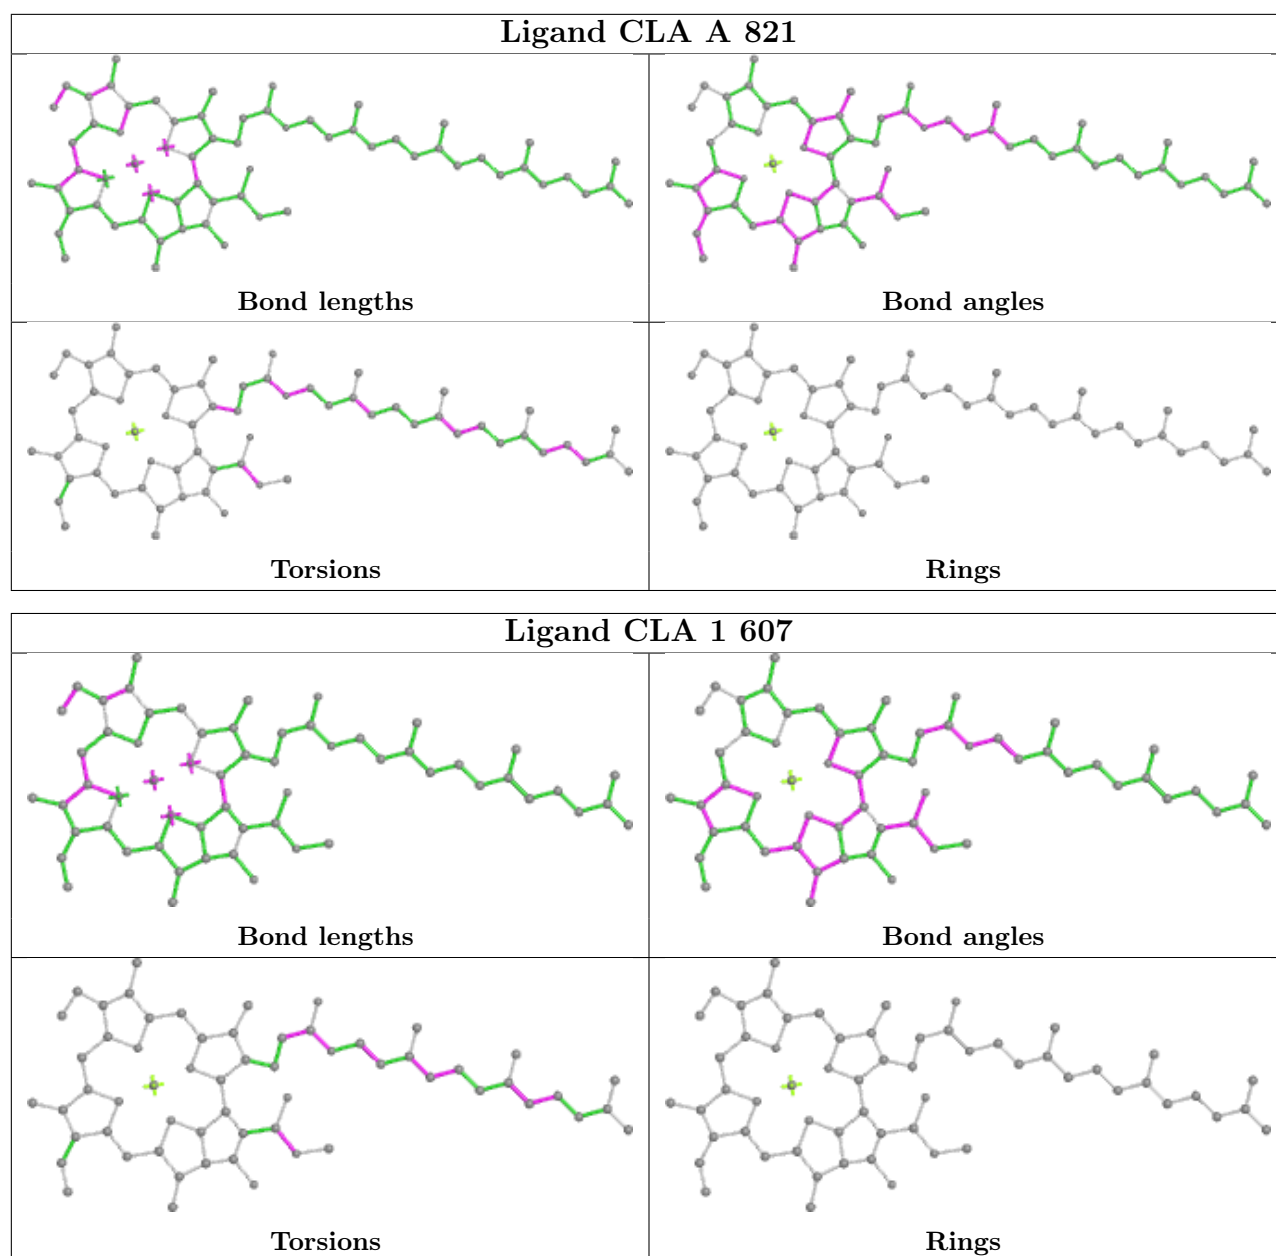 Ligand CLA A 821
Bond lengths
Bond angles
Torsions
Rings
Ligand CLA 1 607
Bond lengths
Bond angles
Torsions
Rings